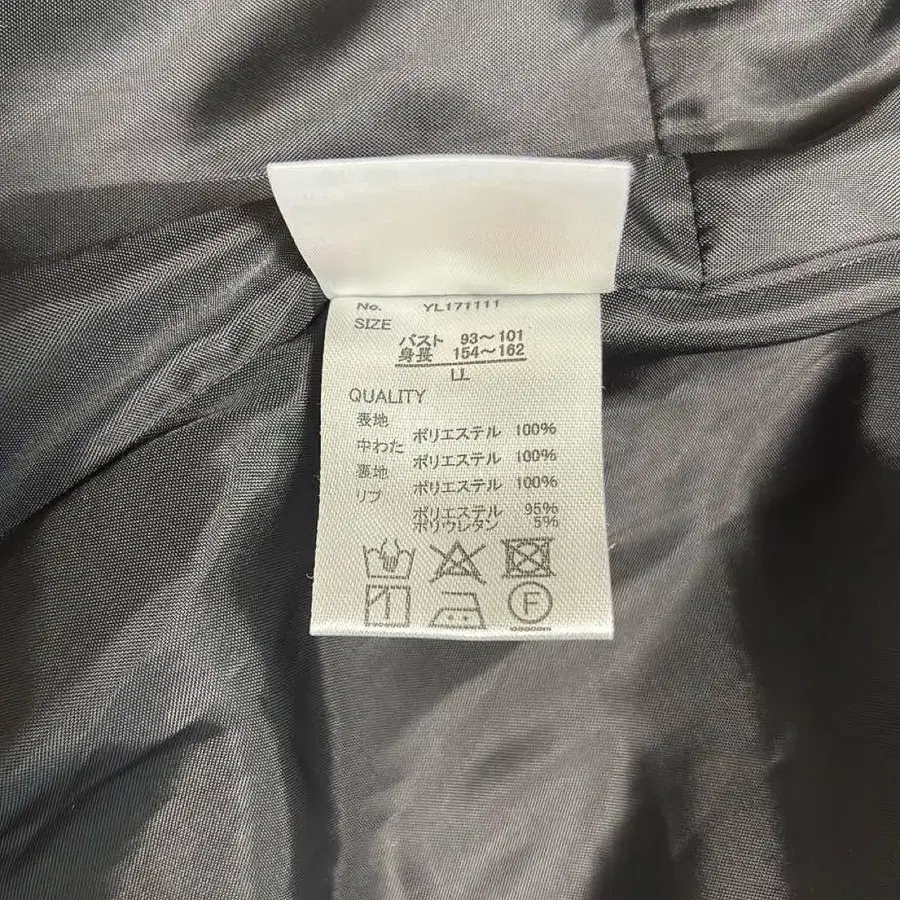 No. YL171111
SIZE
バスト 93〜101
身長 154〜162
LL
QUALITY
表地
ポリエステル 100%
中わた
ポリエステル 100%
裏地
ポリエステル 100%
リブ
ポリエステル 95%
ポリウレタン 5%
F